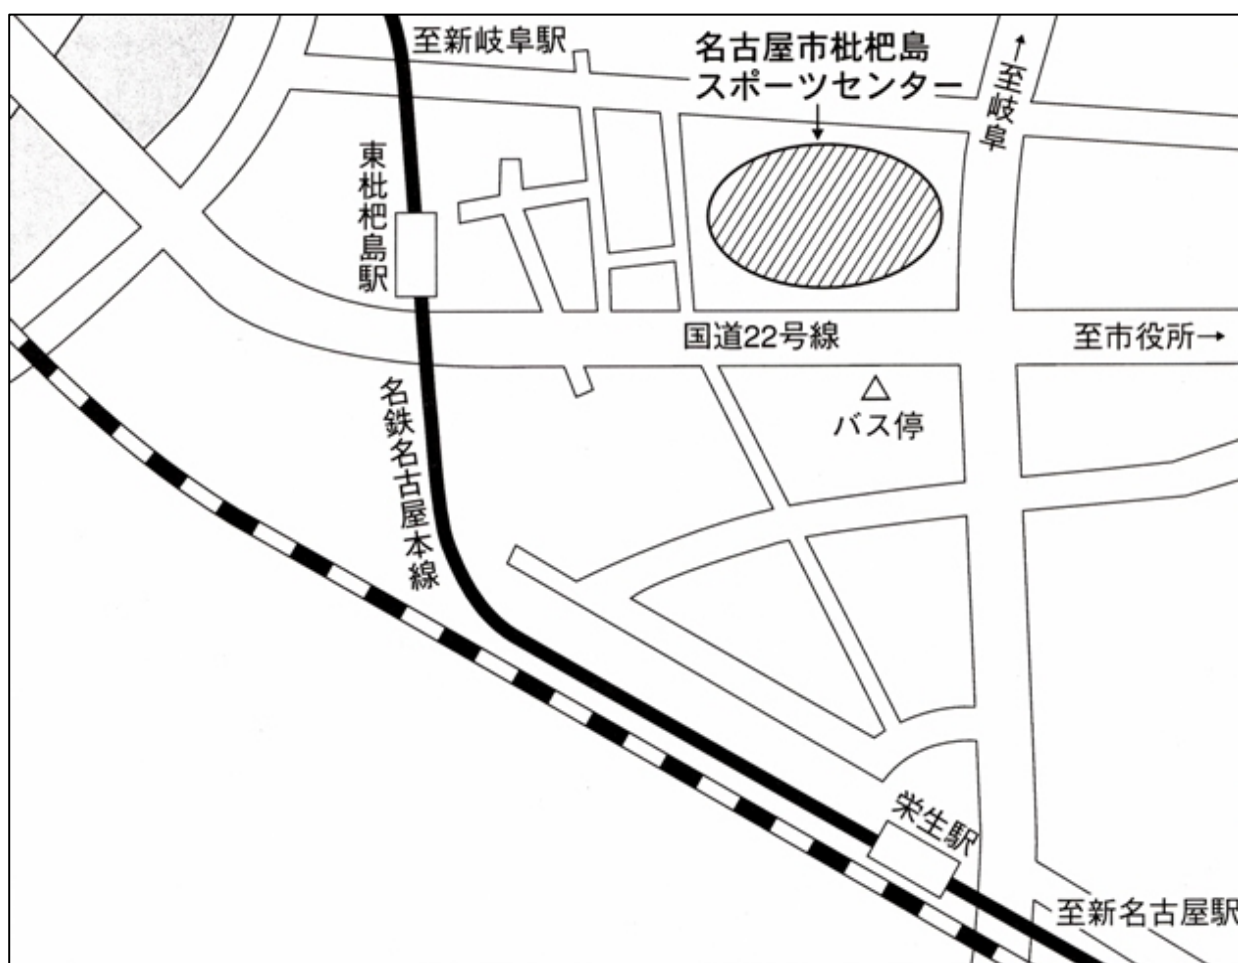 至新岐阜駅
名古屋市枇杷島
スポーツセンター
↑至岐阜
東枇杷島駅
国道22号線
至市役所→
バス停
名鉄名古屋本線
栄生駅
至新名古屋駅